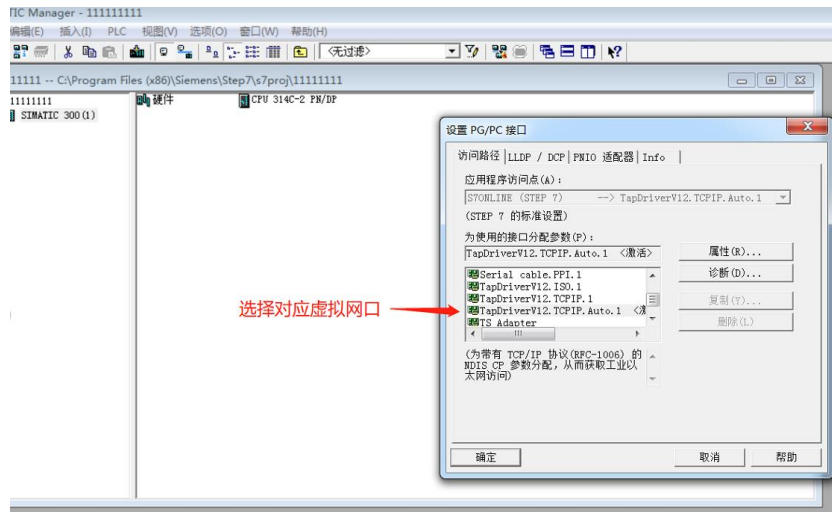 TIC Manager - 111111111
编辑(E) 插入(I) PLC 视图(V) 选项(O) 窗口(W) 帮助(H)
<无过滤>
11111 -- C:\Program Files (x86)\Siemens\Step7\s7proj\11111111
11111111
SIMATIC 300(1)
硬件
CPU 314C-2 PN/DP
设置 PG/PC 接口
访问路径 LLDP / DCP PNIO 适配器 Info
应用程序访问点(A):
S7ONLINE (STEP 7) --> TapDriverV12.TCPIP.Auto.1
(STEP 7 的标准设置)
为使用的接口分配参数(P):
TapDriverV12.TCPIP.Auto.1 <激活>
属性(R)...
Serial cable.PPI.1
TapDriverV12.ISO.1
TapDriverV12.TCPIP.1
TapDriverV12.TCPIP.Auto.1 <激
TS Adapter
诊断(D)...
复制(Y)...
删除(L)
选择对应虚拟网口
(为带有 TCP/IP 协议(RFC-1006) 的
NDIS CP 参数分配，从而获取工业以
太网访问)
确定
取消
帮助